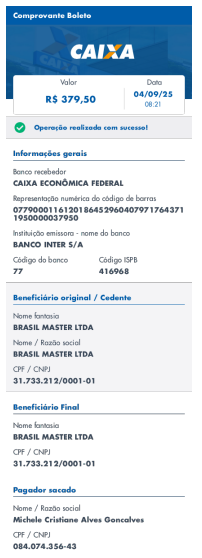 Comprovante Boleto
CAIXA
Valor
R$ 379,50
Data
04/09/25
08:21
Operação realizada com sucesso!
Informações gerais
Banco recebedor
CAIXA ECONÔMICA FEDERAL
Representação numérica do código de barras
0779000116120186452960407971764371
1950000037950
Instituição emissora - nome do banco
BANCO INTER S/A
Código do banco
Código ISPB
77
416968
Beneficiário original / Cedente
Nome fantasia
BRASIL MASTER LTDA
Nome / Razão social
BRASIL MASTER LTDA
CPF / CNPJ
31.733.212/0001-01
Beneficiário Final
Nome fantasia
BRASIL MASTER LTDA
CPF / CNPJ
31.733.212/0001-01
Pagador sacado
Nome / Razão social
Michele Cristiane Alves Goncalves
CPF / CNPJ
084.074.356-43